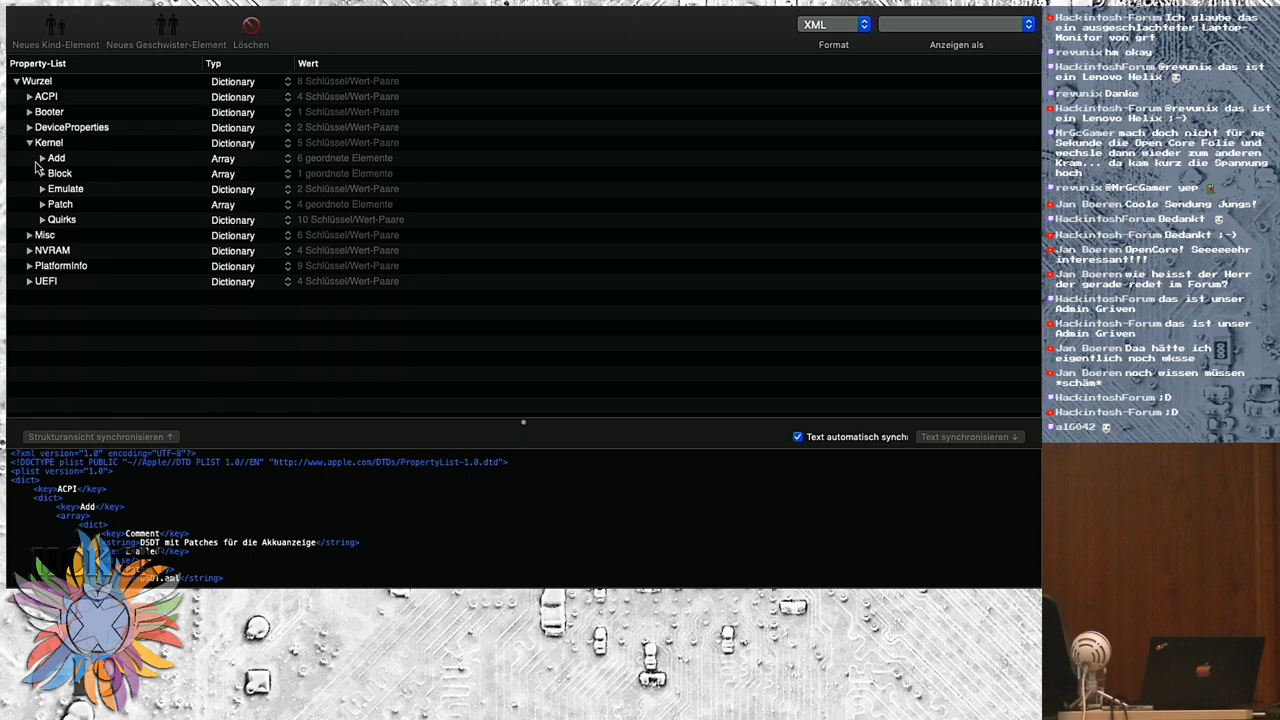 Neues Kind-Element Neues Geschwister-Element Löschen
XML
Format Anzeigen als
Property-List Typ Wert
Wurzel Dictionary 8 Schlüssel/Wert-Paare
ACPI Dictionary 4 Schlüssel/Wert-Paare
Booter Dictionary 1 Schlüssel/Wert-Paare
DeviceProperties Dictionary 2 Schlüssel/Wert-Paare
Kernel Dictionary 5 Schlüssel/Wert-Paare
Add Array 6 geordnete Elemente
Block Array 1 geordnete Elemente
Emulate Dictionary 2 Schlüssel/Wert-Paare
Patch Array 4 geordnete Elemente
Quirks Dictionary 10 Schlüssel/Wert-Paare
Misc Dictionary 6 Schlüssel/Wert-Paare
NVRAM Dictionary 4 Schlüssel/Wert-Paare
PlatformInfo Dictionary 9 Schlüssel/Wert-Paare
UEFI Dictionary 4 Schlüssel/Wert-Paare
Strukturansicht synchronisieren ↑ Text automatisch synchı Text synchronisieren ↓
<?xml version="1.0" encoding="UTF-8"?>
<!DOCTYPE plist PUBLIC "-//Apple//DTD PLIST 1.0//EN" "http://www.apple.com/DTDs/PropertyList-1.0.dtd">
<plist version="1.0">
<dict>
<key>ACPI</key>
<dict>
<key>Add</key>
<array>
<dict>
<key>Comment</key>
string>DSDT mit Patches für die Akkuanzeige</string>
Enabled</key>
DSDT.aml</string>
Hackintosh-Forum Ich glaube das
ein ausgeschlachteter Laptop-
Monitor von grt
revunix hm okay
HackintoshForum @revunix das ist
ein Lenovo Helix
revunix Danke
Hackintosh-Forum @revunix das ist
ein Lenovo Helix ;-)
MrGcGamer mach doch nicht für ne
Sekunde die Open Core Folie und
wechsle dann wieder zum anderen
Kram... da kam kurz die Spannung
hoch
revunix @MrGcGamer yep
Jan Boeren Coole Sendung Jungs!
HackintoshForum Bedankt
Hackintosh-Forum Bedankt ;-)
Jan Boeren OpenCore! Seeeeeehr
interessant!!!
Jan Boeren wie heisst der Herr
der gerade redet im Forum?
HackintoshForum das ist unser
Admin Griven
Hackintosh-Forum das ist unser
Admin Griven
Jan Boeren Daa hätte ich
eigentlich noch wksse
Jan Boeren noch wissen müssen
*schäm*
HackintoshForum ;D
Hackintosh-Forum ;D
al6042